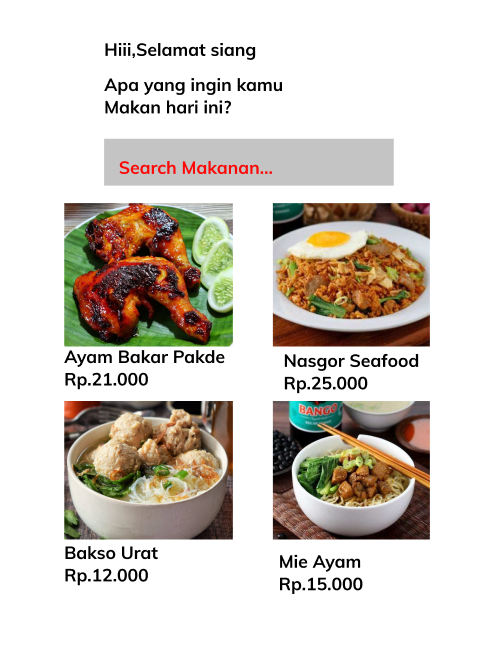 Hiii,Selamat siang
Apa yang ingin kamu
Makan hari ini?
Search Makanan...
Ayam Bakar Pakde
Rp.21.000
Nasgor Seafood
Rp.25.000
BANGO
Bakso Urat
Rp.12.000
Mie Ayam
Rp.15.000